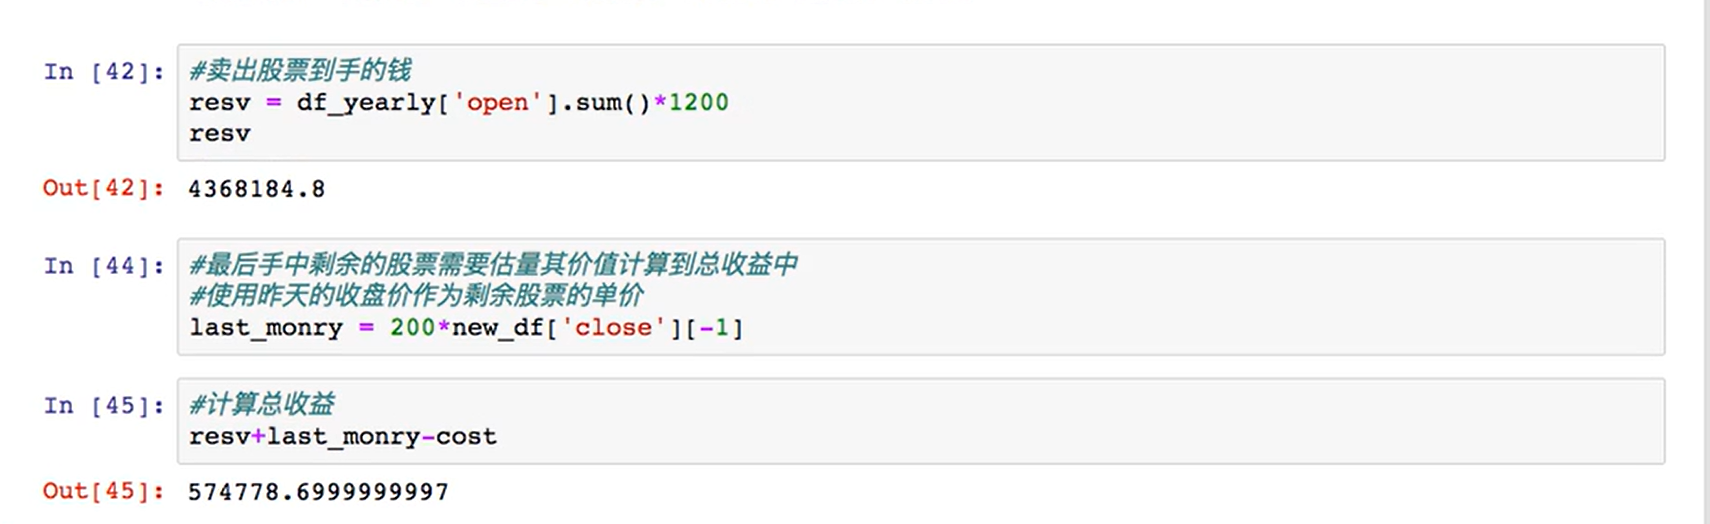 In [42]: #卖出股票到手的钱
resv = df_yearly['open'].sum()*1200
resv
Out[42]: 4368184.8
In [44]: #最后手中剩余的股票需要估量其价值计算到总收益中
#使用昨天的收盘价作为剩余股票的单价
last_monry = 200*new_df['close'][-1]
In [45]: #计算总收益
resv+last_monry-cost
Out[45]: 574778.6999999997